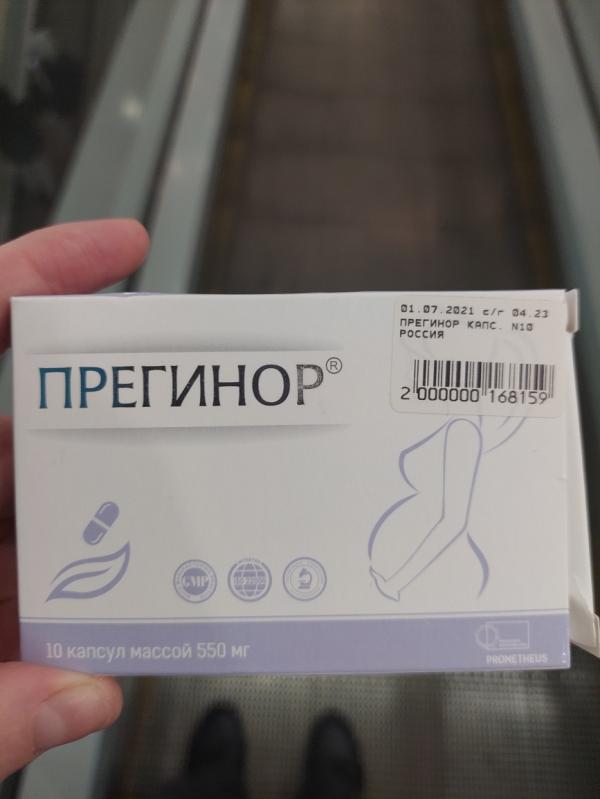 01.07.2021 с/г 04.23
ПРЕГИНОР КАПС. N10
РОССИЯ
2 000000 168159
ПРЕГИНОР®
GMP
10 капсул массой 550 мг
PROMETHEUS